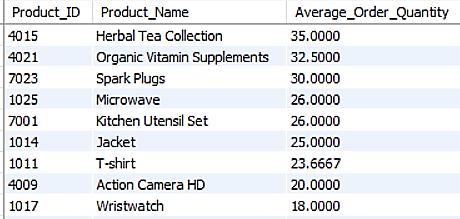 Product_ID Product_Name Average_Order_Quantity
4015 Herbal Tea Collection 35.0000
4021 Organic Vitamin Supplements 32.5000
7023 Spark Plugs 30.0000
1025 Microwave 26.0000
7001 Kitchen Utensil Set 26.0000
1014 Jacket 25.0000
1011 T-shirt 23.6667
4009 Action Camera HD 20.0000
1017 Wristwatch 18.0000